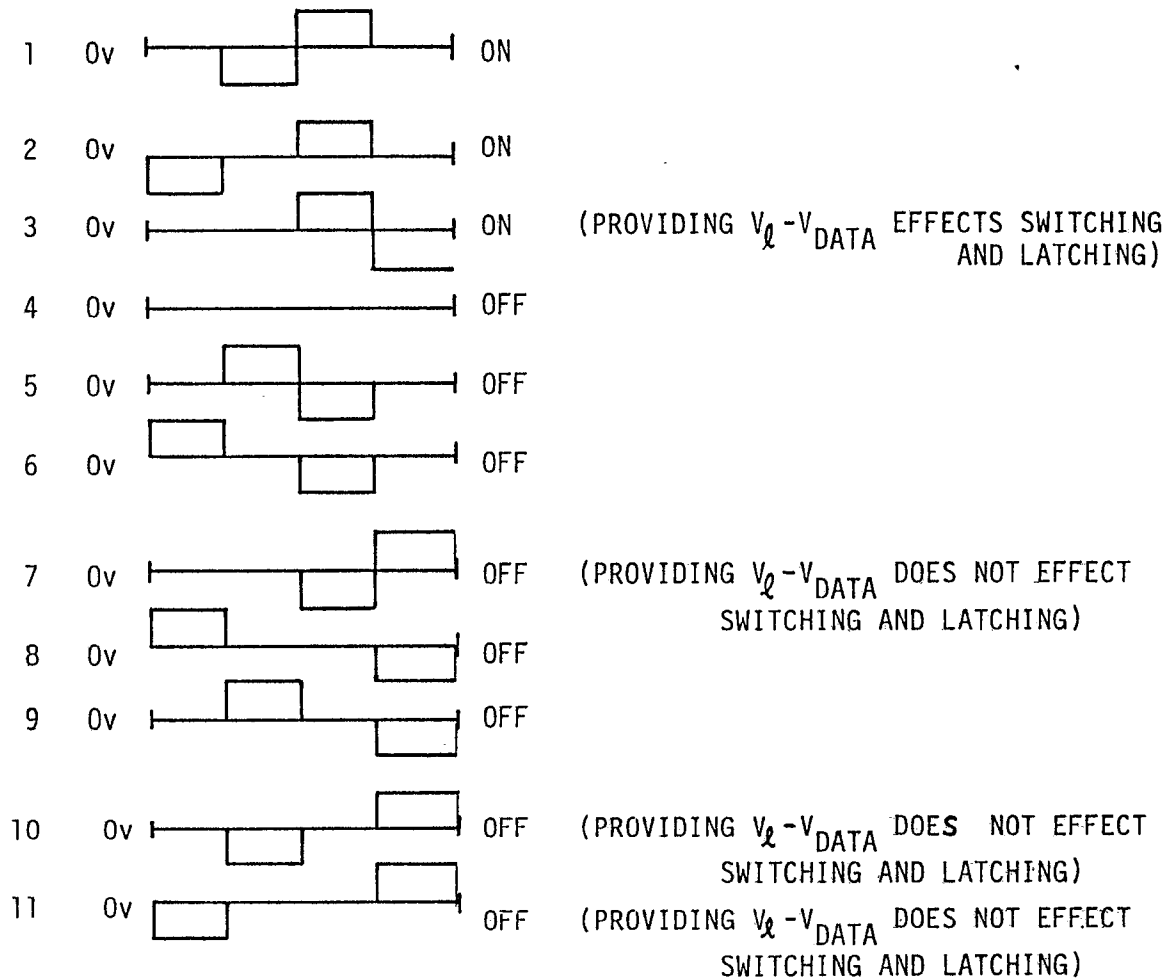 1 0v ON
2 0v ON
3 0v ON (PROVIDING Vℓ-VDATA EFFECTS SWITCHING
AND LATCHING)
4 0v OFF
5 0v OFF
6 0v OFF
7 0v OFF (PROVIDING Vℓ-VDATA DOES NOT EFFECT
SWITCHING AND LATCHING)
8 0v OFF
9 0v OFF
10 0v OFF (PROVIDING Vℓ-VDATA DOES NOT EFFECT
SWITCHING AND LATCHING)
11 0v OFF (PROVIDING Vℓ-VDATA DOES NOT EFFECT
SWITCHING AND LATCHING)